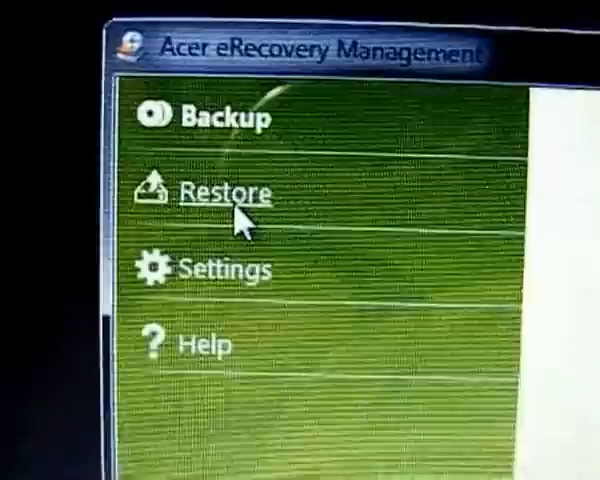 Acer eRecovery Management
Backup
Restore
Settings
Help